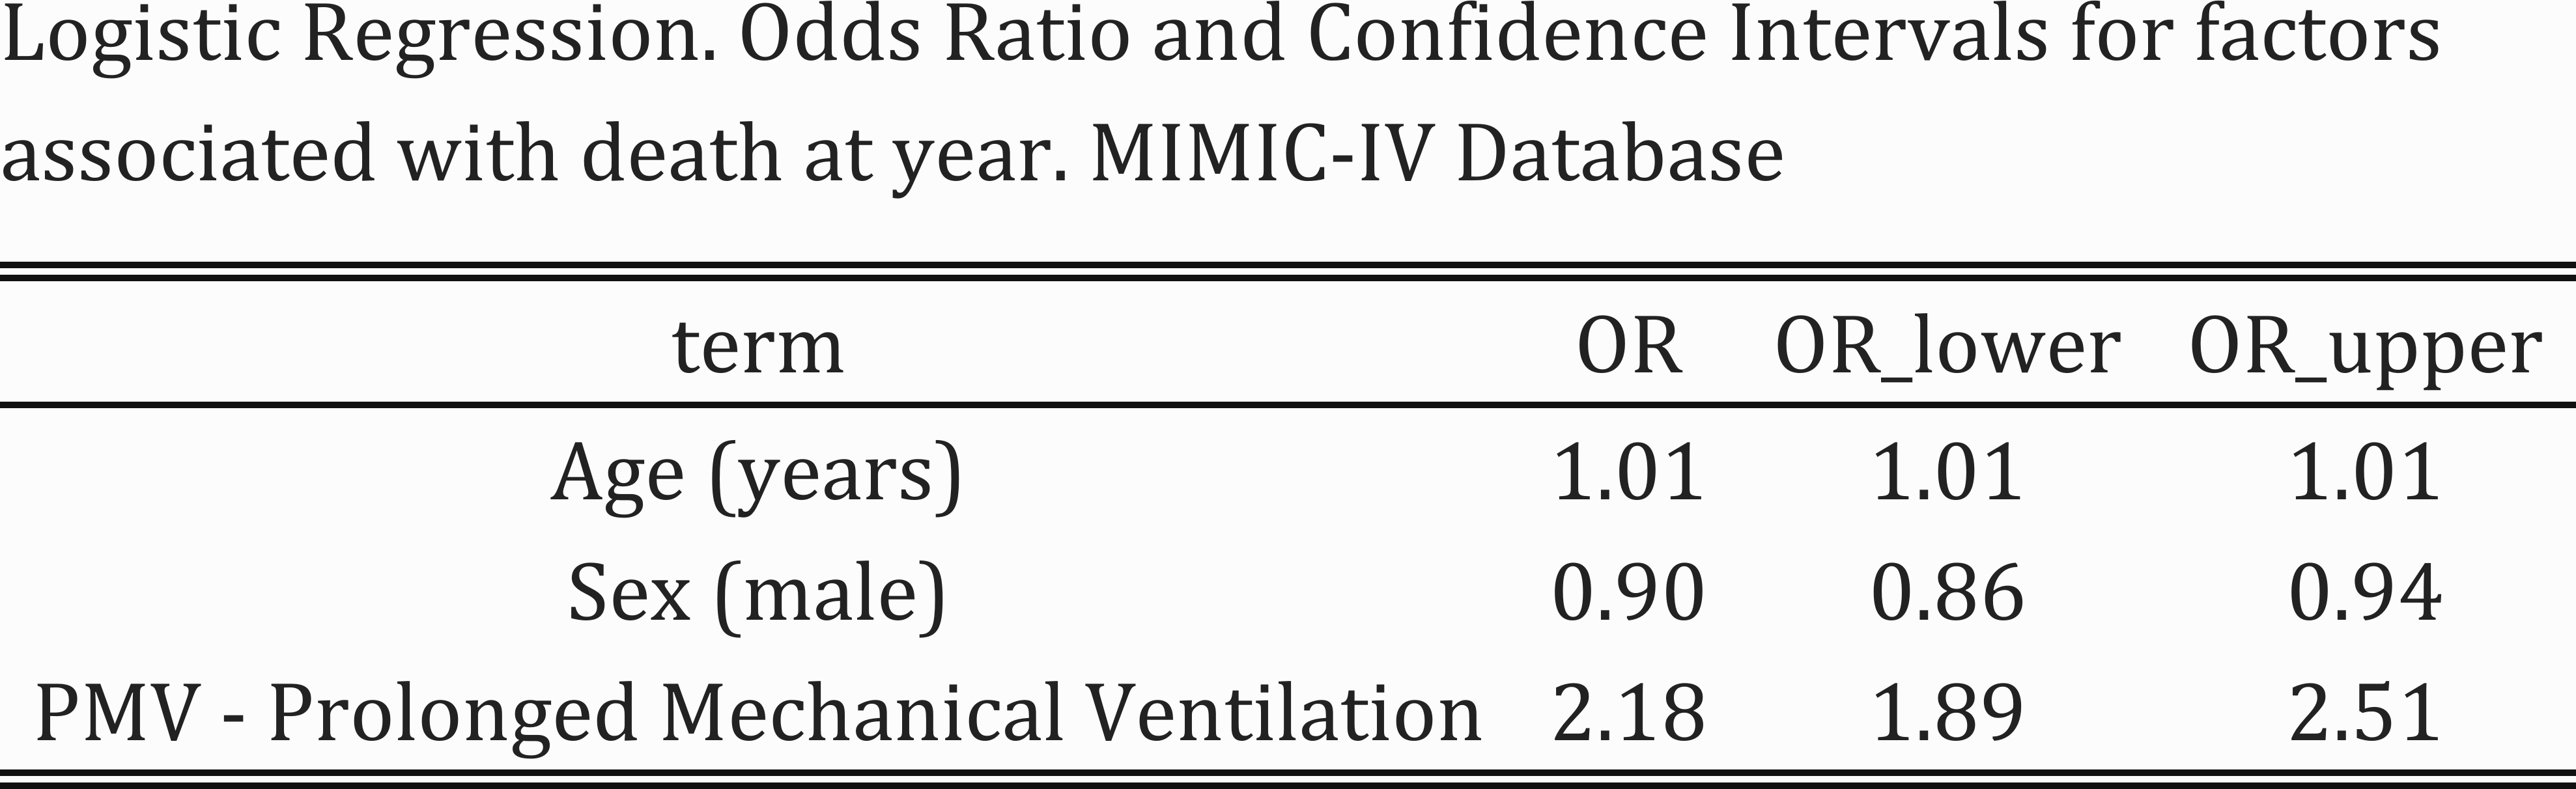 Logistic Regression. Odds Ratio and Confidence Intervals for factors
associated with death at year. MIMIC-IV Database
term OR OR_lower OR_upper
Age (years) 1.01 1.01 1.01
Sex (male) 0.90 0.86 0.94
PMV - Prolonged Mechanical Ventilation 2.18 1.89 2.51